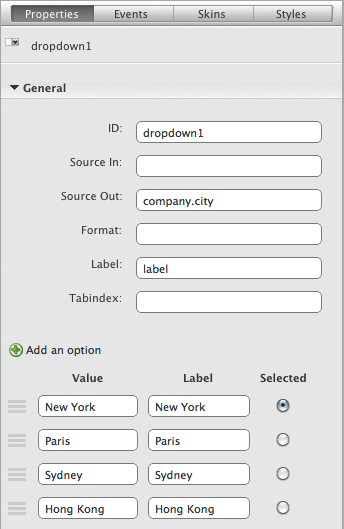 Properties Events Skins Styles
dropdown1
General
ID: dropdown1
Source In:
Source Out: company.city
Format:
Label: label
Tabindex:
Add an option
Value Label Selected
New York New York
Paris Paris
Sydney Sydney
Hong Kong Hong Kong